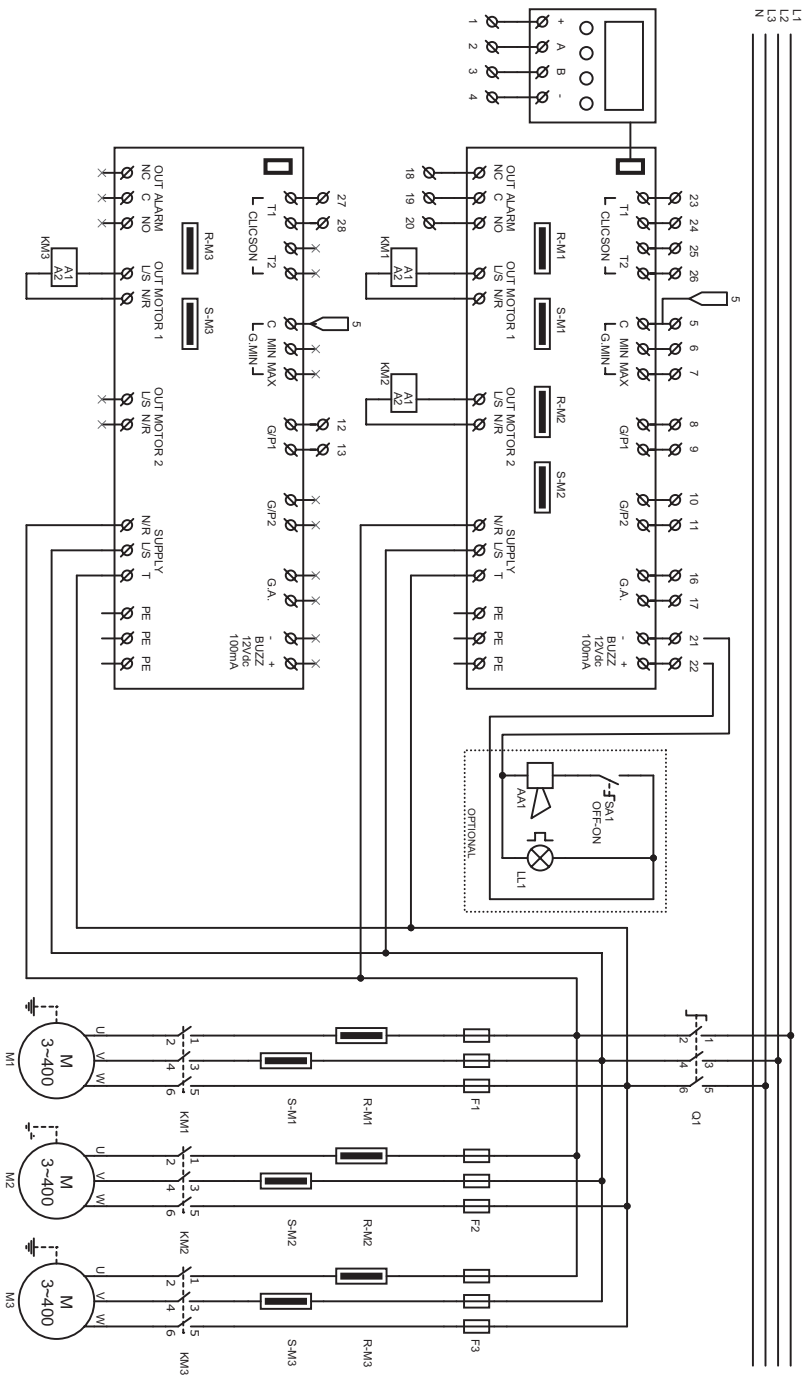 L1
L2
L3
N
+ A B -
1 2 3 4
23 24 25 26 5 6 7 8 9 10 11 16 17 21 22
5
T1 T2
CLICSON
C MIN MAX
G.MIN
G/P1
G/P2
G.A.
- +
BUZZ
12Vdc
100mA
R-M1
S-M1
R-M2
S-M2
NC C NO
OUT ALARM
L/S N/R
OUT MOTOR 1
L/S N/R
OUT MOTOR 2
N/R L/S T
SUPPLY
PE PE PE
18 19 20
KM1
A1
A2
KM2
A1
A2
27 28
5
12 13
T1 T2
CLICSON
C MIN MAX
G.MIN
G/P1
G/P2
G.A.
- +
BUZZ
12Vdc
100mA
R-M3
S-M3
NC C NO
OUT ALARM
L/S N/R
OUT MOTOR 1
L/S N/R
OUT MOTOR 2
N/R L/S T
SUPPLY
PE PE PE
KM3
A1
A2
SA1
OFF-ON
AA1
LL1
OPTIONAL
1 3 5
2 4 6
Q1
F1
F2
F3
R-M1
R-M2
R-M3
S-M1
S-M2
S-M3
1 3 5
2 4 6
KM1
1 3 5
2 4 6
KM2
1 3 5
2 4 6
KM3
U V W
U V W
U V W
M
3~400
M1
M
3~400
M2
M
3~400
M3